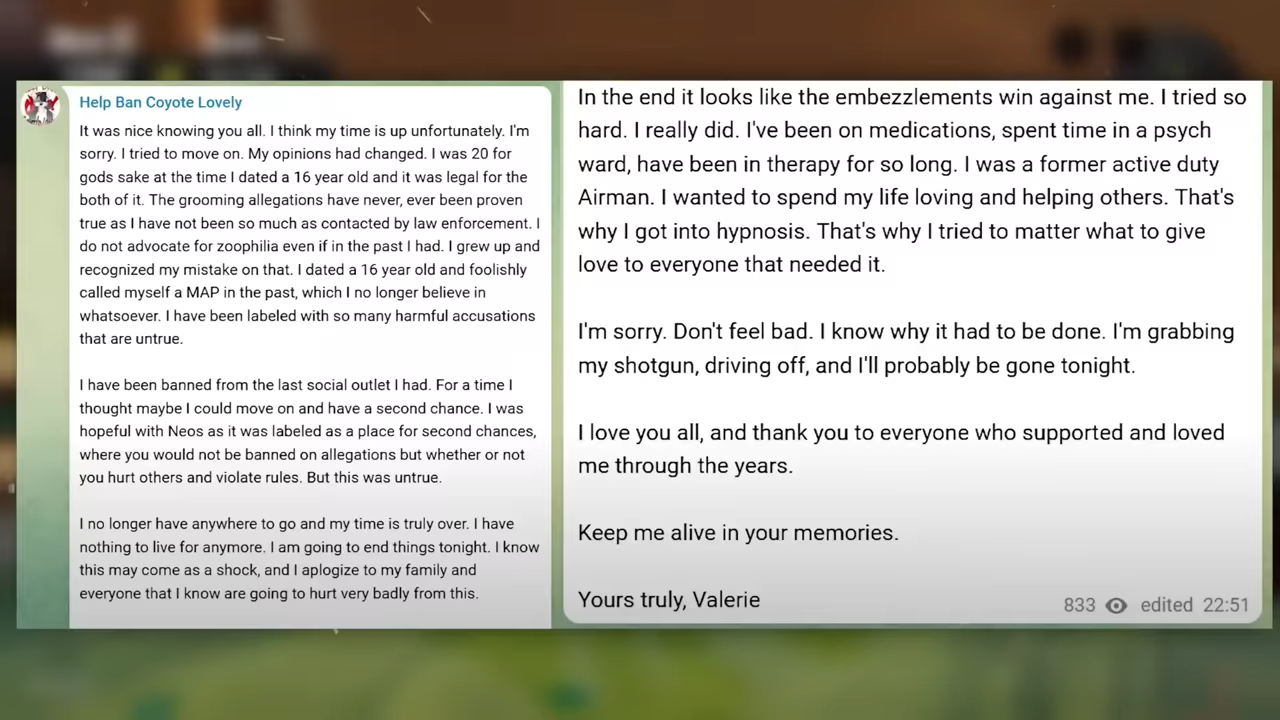 Help Ban Coyote Lovely
It was nice knowing you all. I think my time is up unfortunately. I'm
sorry. I tried to move on. My opinions had changed. I was 20 for
gods sake at the time I dated a 16 year old and it was legal for the
both of it. The grooming allegations have never, ever been proven
true as I have not been so much as contacted by law enforcement. I
do not advocate for zoophilia even if in the past I had. I grew up and
recognized my mistake on that. I dated a 16 year old and foolishly
called myself a MAP in the past, which I no longer believe in
whatsoever. I have been labeled with so many harmful accusations
that are untrue.
I have been banned from the last social outlet I had. For a time I
thought maybe I could move on and have a second chance. I was
hopeful with Neos as it was labeled as a place for second chances,
where you would not be banned on allegations but whether or not
you hurt others and violate rules. But this was untrue.
I no longer have anywhere to go and my time is truly over. I have
nothing to live for anymore. I am going to end things tonight. I know
this may come as a shock, and I aplogize to my family and
everyone that I know are going to hurt very badly from this.
In the end it looks like the embezzlements win against me. I tried so
hard. I really did. I've been on medications, spent time in a psych
ward, have been in therapy for so long. I was a former active duty
Airman. I wanted to spend my life loving and helping others. That's
why I got into hypnosis. That's why I tried to matter what to give
love to everyone that needed it.
I'm sorry. Don't feel bad. I know why it had to be done. I'm grabbing
my shotgun, driving off, and I'll probably be gone tonight.
I love you all, and thank you to everyone who supported and loved
me through the years.
Keep me alive in your memories.
Yours truly, Valerie
833 edited 22:51